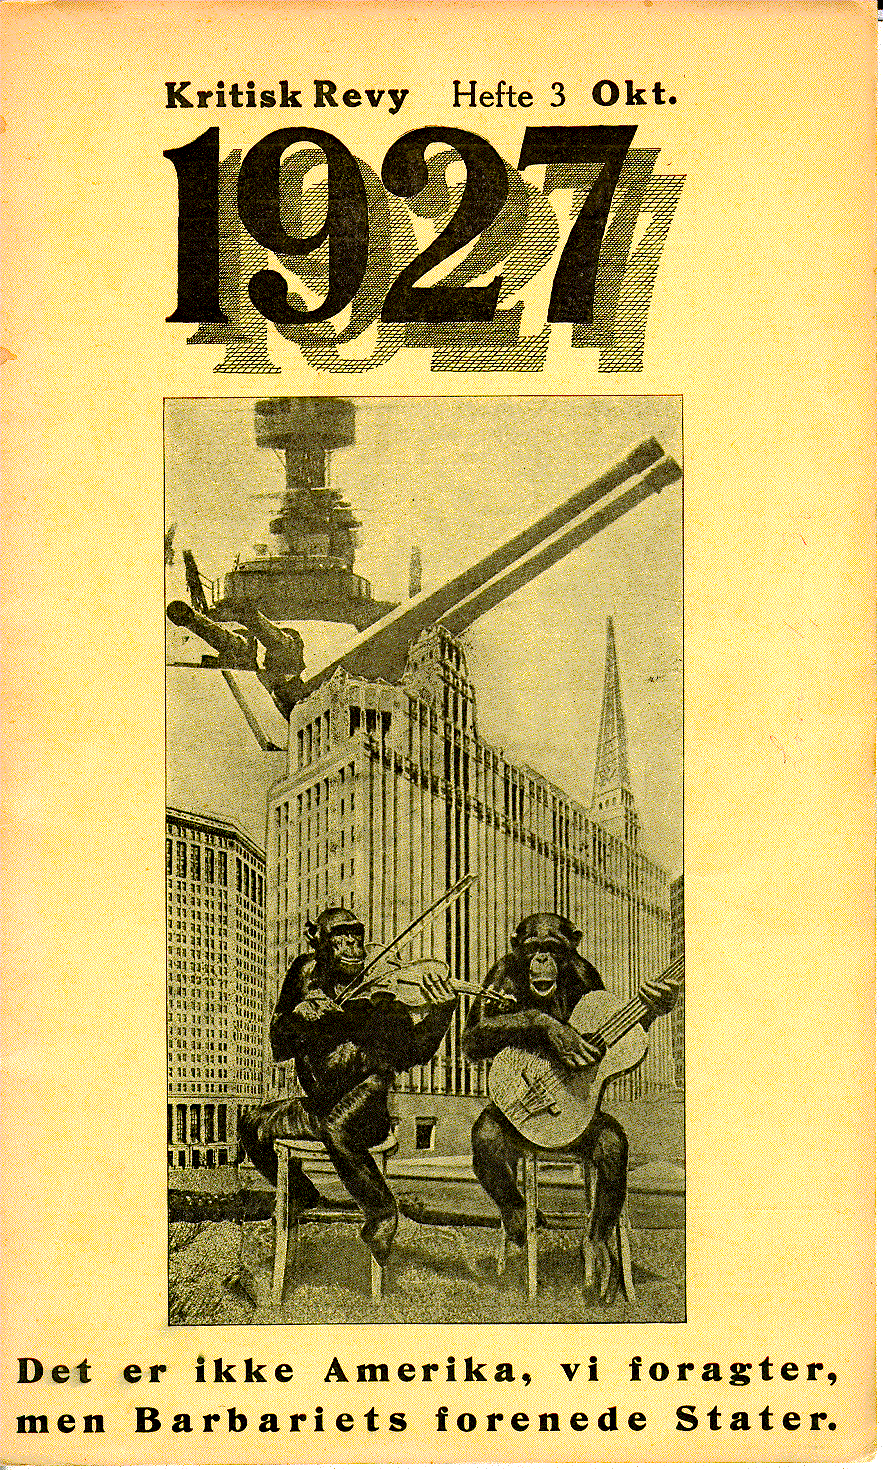 Kritisk Revy Hefte 3 Okt.
1927
Det er ikke Amerika, vi foragter,
men Barbariets forenede Stater.